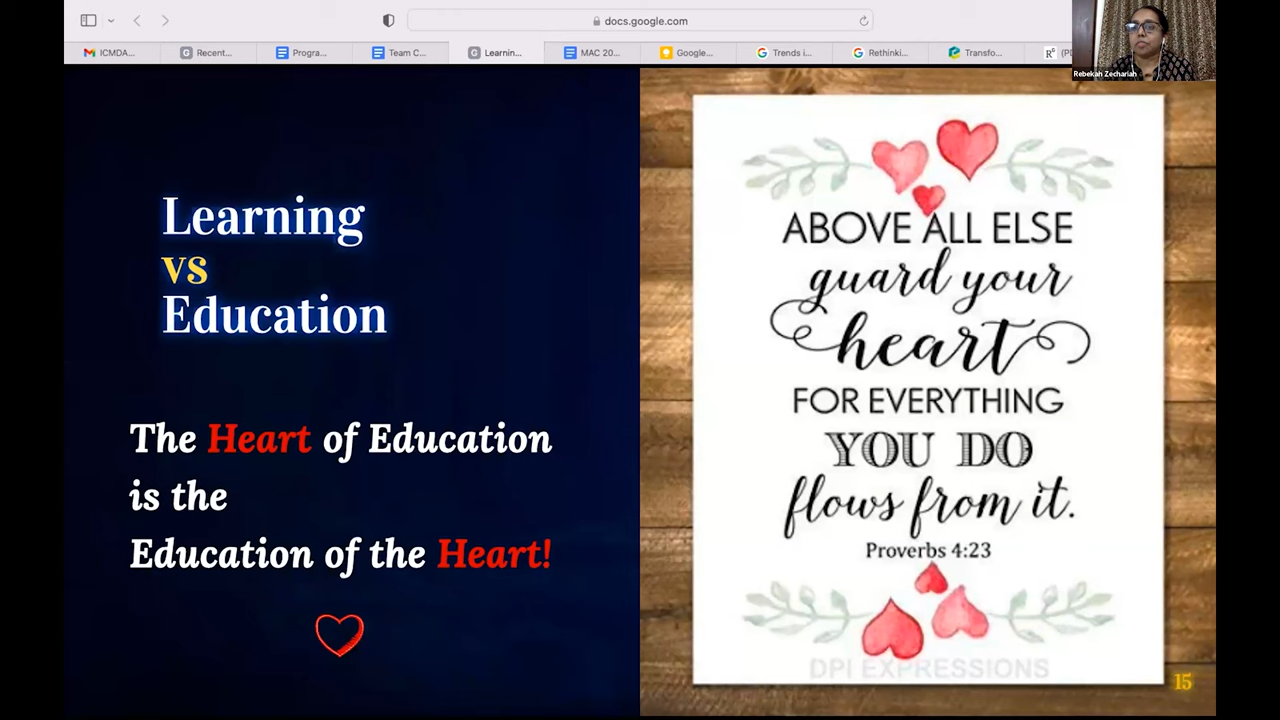 docs.google.com
ICMDA...
Recent...
Progra...
Team C...
Learnin...
MAC 20...
Google...
Trends i...
Rethinki...
Transfo...
Rebekah Zechariah
Learning
vs
Education
The Heart of Education
is the
Education of the Heart!
ABOVE ALL ELSE
guard your
heart
FOR EVERYTHING
YOU DO
flows from it.
Proverbs 4:23
DPI EXPRESSIONS
15